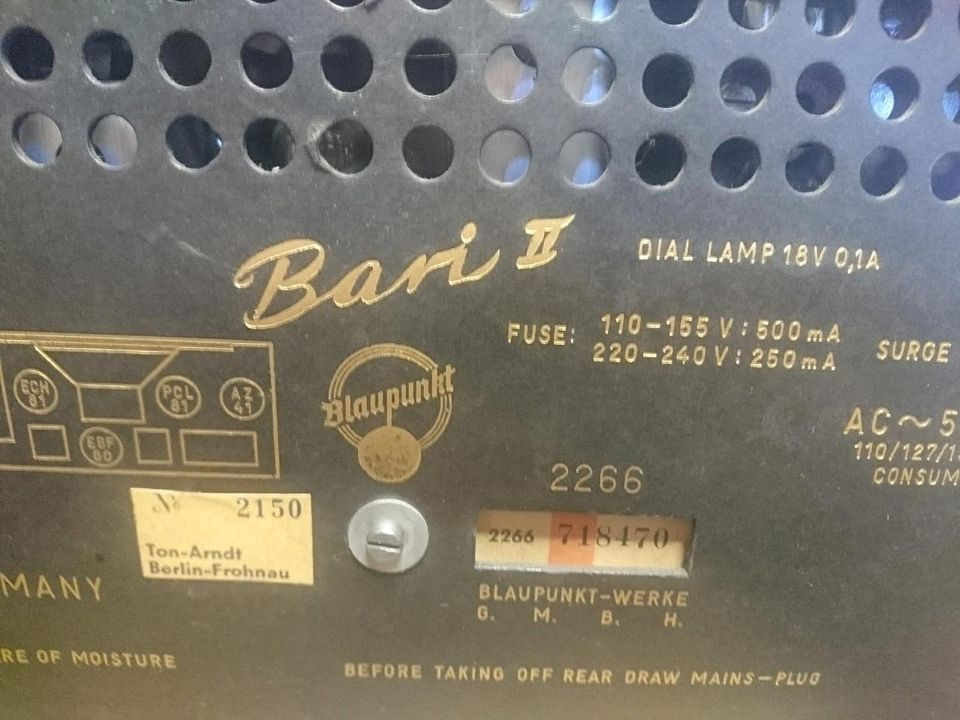 Bari II
DIAL LAMP 18V 0,1A
FUSE: 110-155 V: 500 mA
220-240 V: 250 mA
SURGE
ECH
81
PCL
81
AZ
41
EBF
80
Blaupunkt
AC~5
110/127/1
CONSUM
2266
2266 718470
№ 2150
Ton-Arndt
Berlin-Frohnau
MANY
BLAUPUNKT-WERKE
G. M. B. H.
RE OF MOISTURE
BEFORE TAKING OFF REAR DRAW MAINS-PLUG